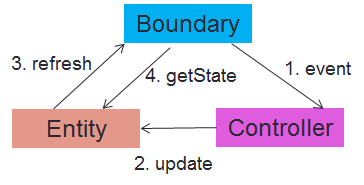 Boundary
3. refresh
1. event
4. getState
Entity
Controller
2. update